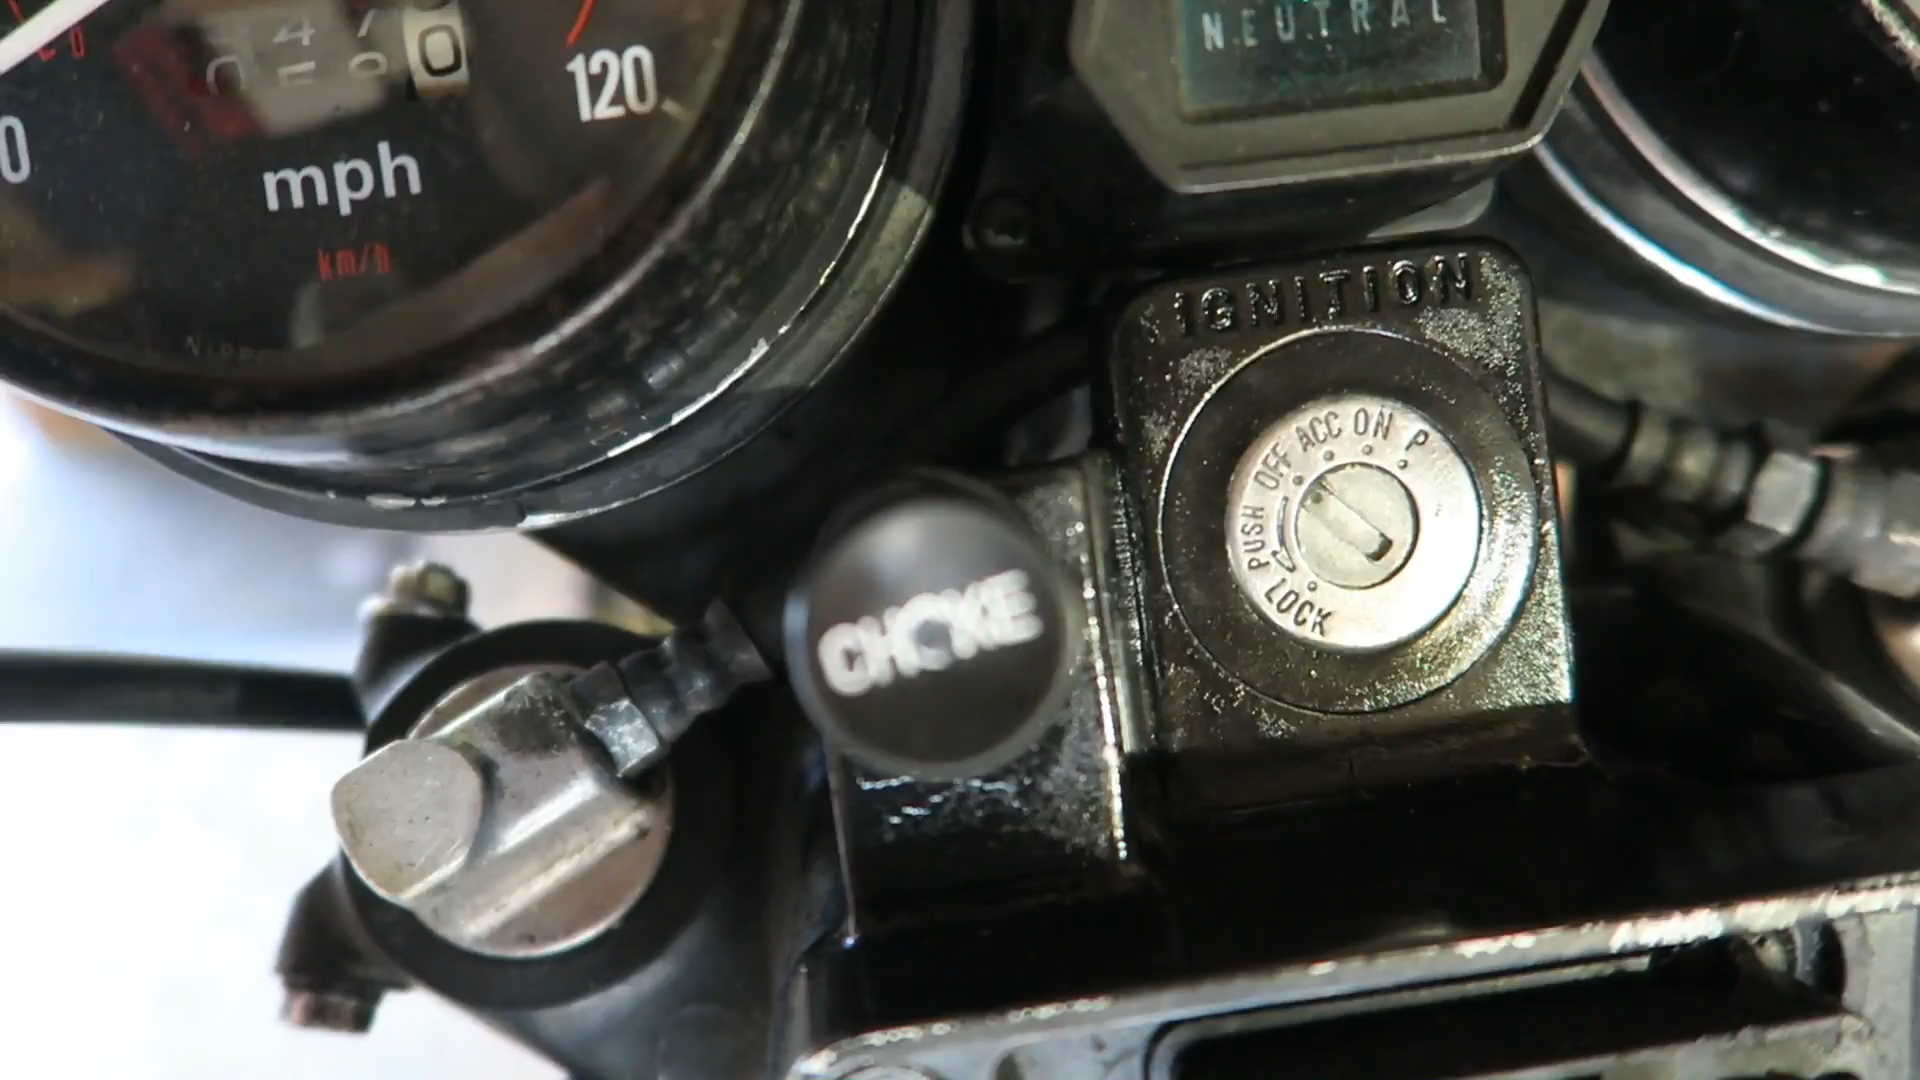 120
mph
km/h
NEUTRAL
IGNITION
PUSH OFF ACC ON P
LOCK
CHOKE